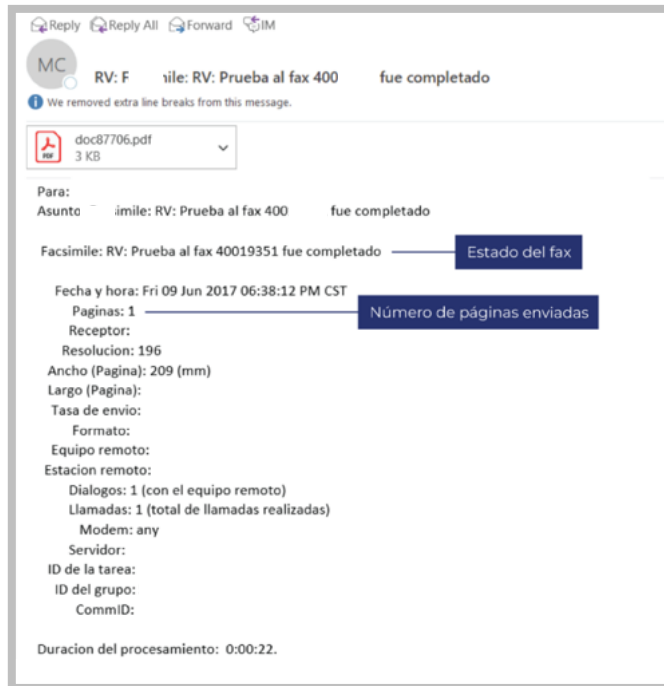 Reply Reply All Forward IM
MC
RV: F ile: RV: Prueba al fax 400 fue completado
We removed extra line breaks from this message.
doc87706.pdf
PDF
3 KB
Para:
Asunto imile: RV: Prueba al fax 400 fue completado
Facsimile: RV: Prueba al fax 40019351 fue completado Estado del fax
Fecha y hora: Fri 09 Jun 2017 06:38:12 PM CST
Paginas: 1 Número de páginas enviadas
Receptor:
Resolucion: 196
Ancho (Pagina): 209 (mm)
Largo (Pagina):
Tasa de envio:
Formato:
Equipo remoto:
Estacion remoto:
Dialogos: 1 (con el equipo remoto)
Llamadas: 1 (total de llamadas realizadas)
Modem: any
Servidor:
ID de la tarea:
ID del grupo:
CommID:
Duracion del procesamiento: 0:00:22.